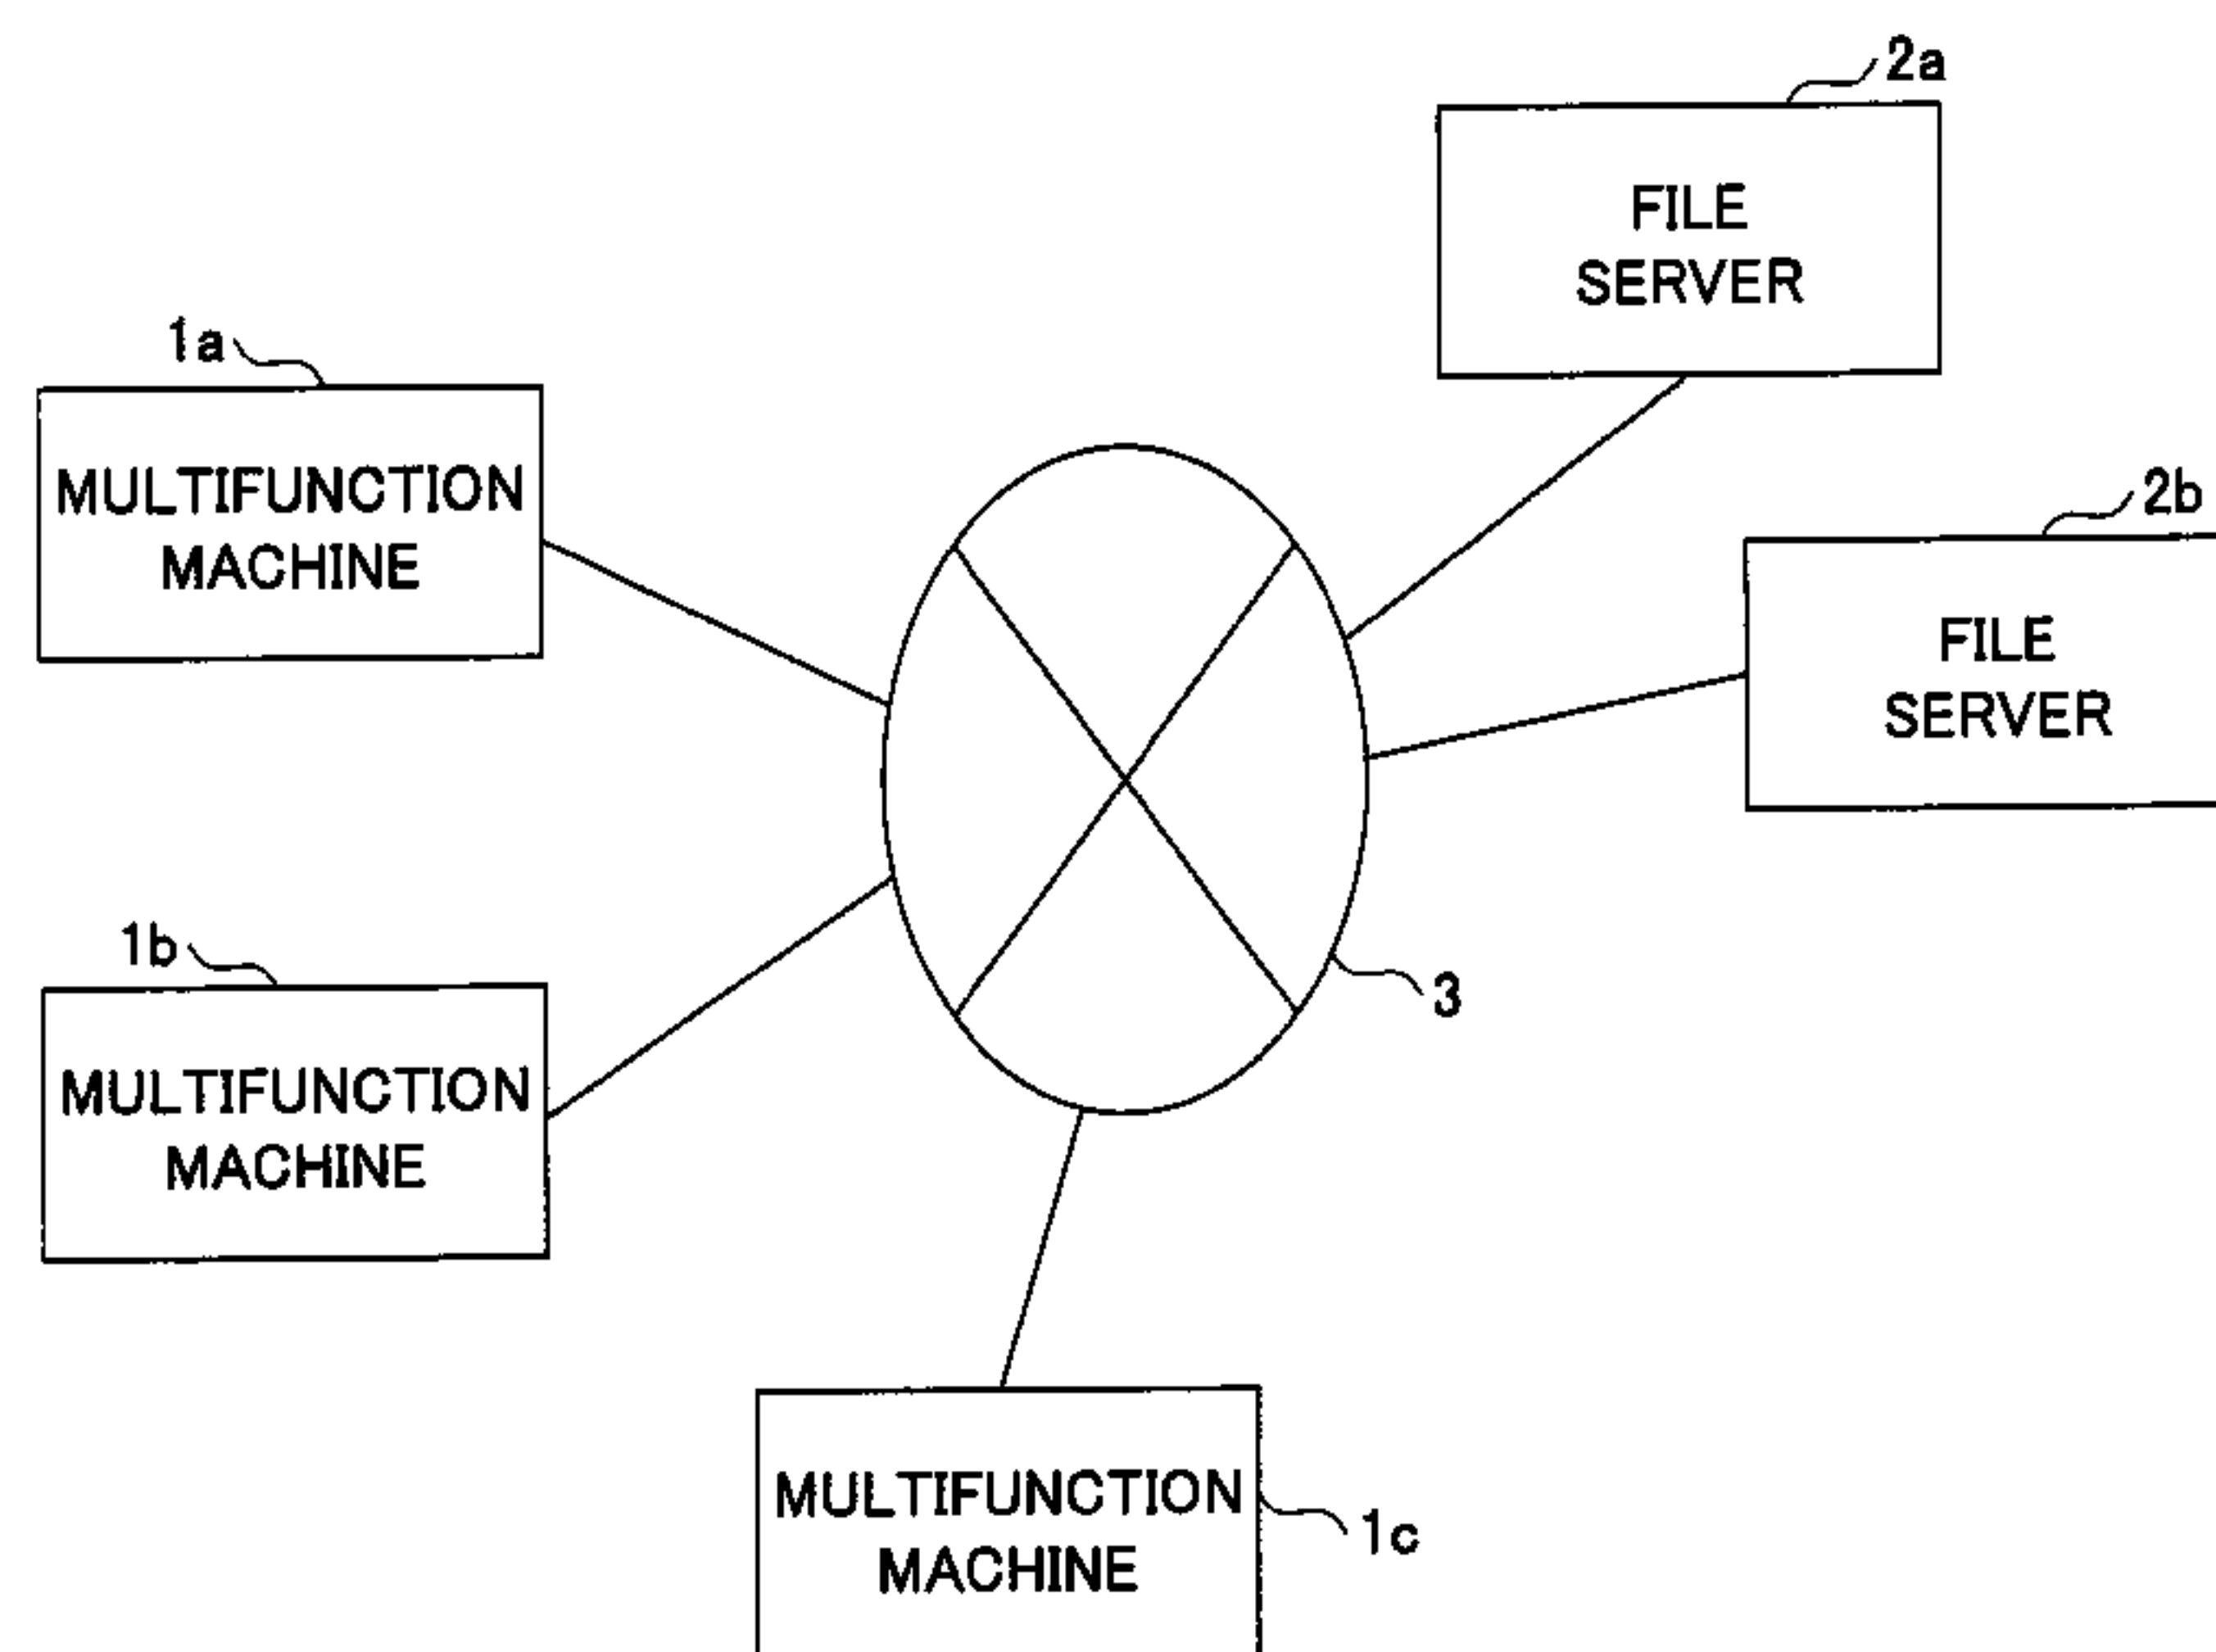 2a
FILE
SERVER
1a
MULTIFUNCTION
MACHINE
2b
FILE
SERVER
1b
MULTIFUNCTION
MACHINE
3
MULTIFUNCTION
MACHINE
1c